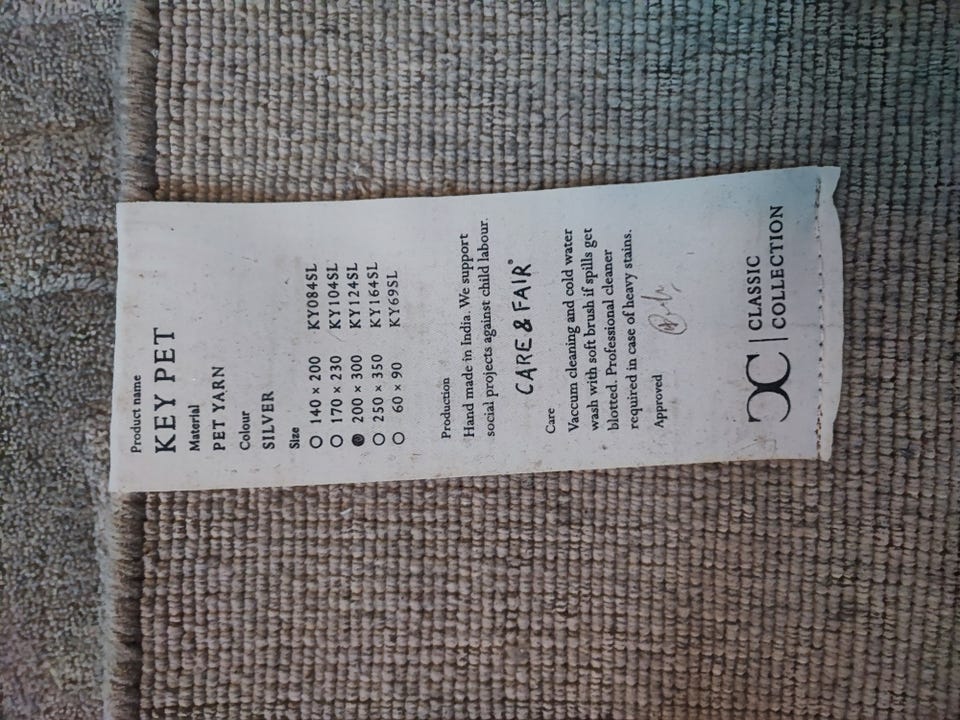 Product name
KEY PET
Material
PET YARN
Colour
SILVER
Size
140 × 200 KY084SL
170 × 230 KY104SL
200 × 300 KY124SL
250 × 350 KY164SL
60 × 90 KY69SL
Production
Hand made in India. We support
social projects against child labour.
CARE & FAIR®
Care
Vaccum cleaning and cold water
wash with soft brush if spills get
blotted. Professional cleaner
required in case of heavy stains.
Approved
CC CLASSIC
COLLECTION